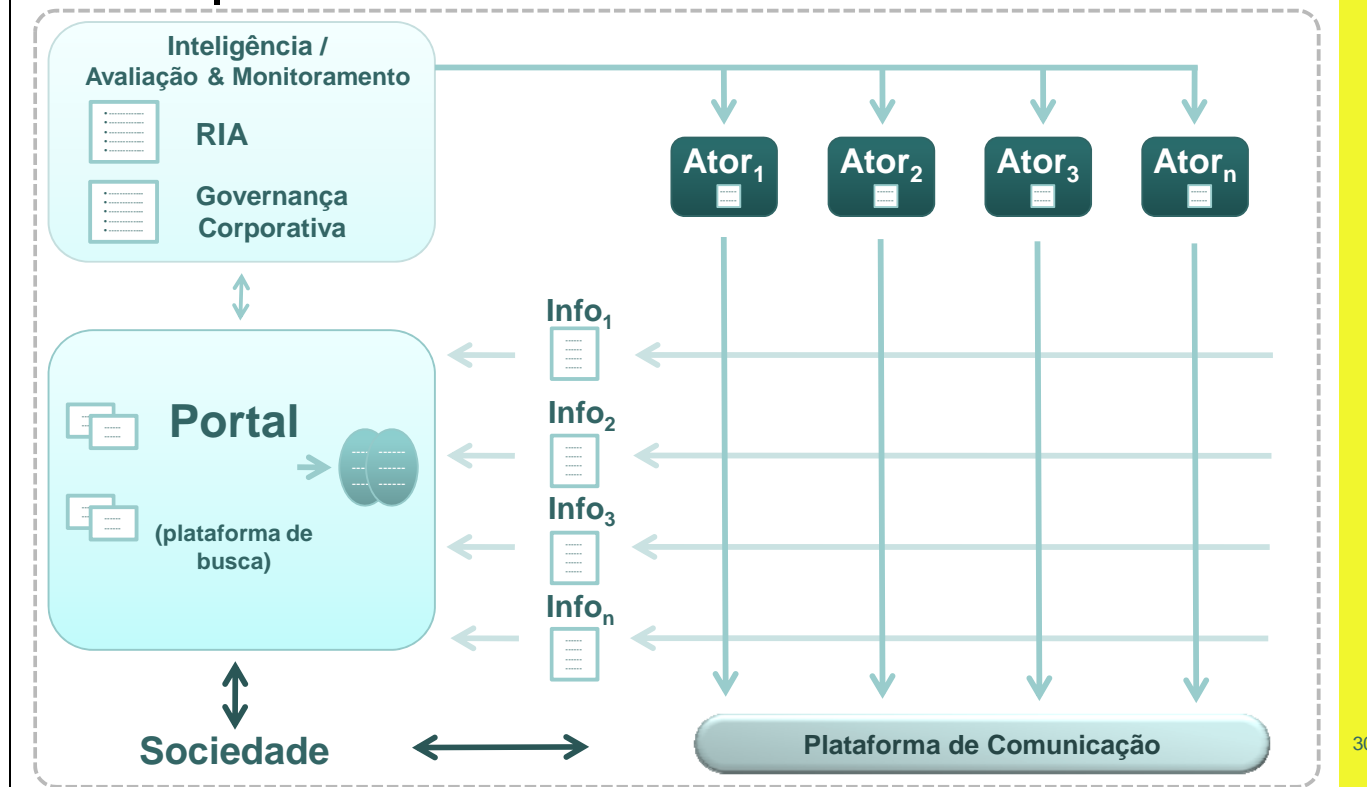 Inteligência /
Avaliação & Monitoramento
RIA
Governança
Corporativa
Ator1
Ator2
Ator3
Atorn
Info1
Info2
Info3
Infon
Portal
(plataforma de
busca)
Sociedade
Plataforma de Comunicação
30